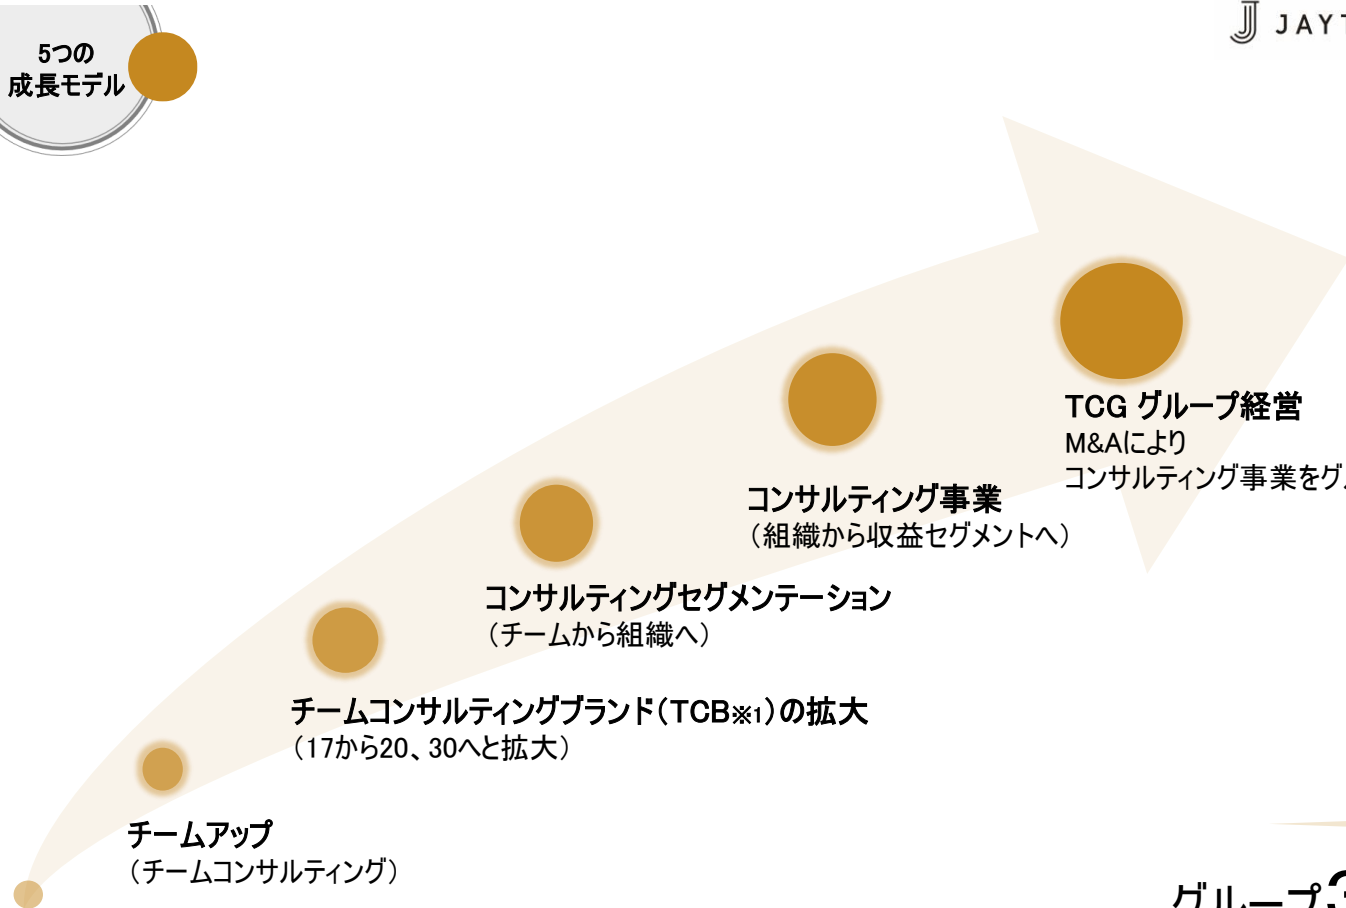 5つの
成長モデル
JAYT
TCG グループ経営
M&Aにより
コンサルティング事業をグ
コンサルティング事業
（組織から収益セグメントへ）
コンサルティングセグメンテーション
（チームから組織へ）
チームコンサルティングブランド（TCB※1）の拡大
（17から20、30へと拡大）
チームアップ
（チームコンサルティング）
グループ3